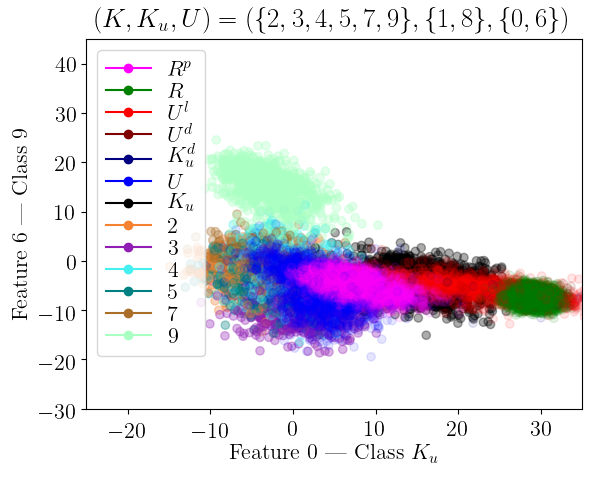 (K, K_u, U) = ({2, 3, 4, 5, 7, 9}, {1, 8}, {0, 6})
Feature 6 — Class 9
40
30
20
10
0
−10
−20
−30
R^p
R
U^l
U^d
K_u^d
U
K_u
2
3
4
5
7
9
−20 −10 0 10 20 30
Feature 0 — Class K_u